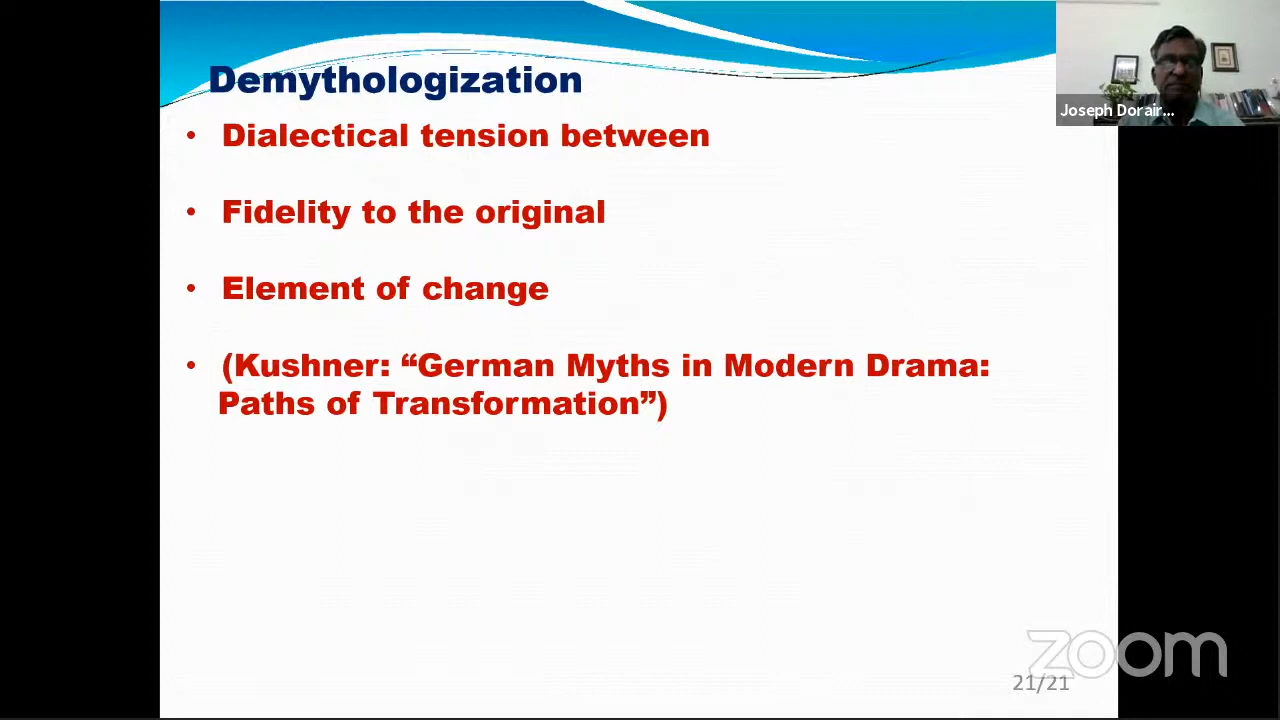 Demythologization
Joseph Dorair...
• Dialectical tension between
• Fidelity to the original
• Element of change
• (Kushner: “German Myths in Modern Drama:
Paths of Transformation”)
zoom
21/21